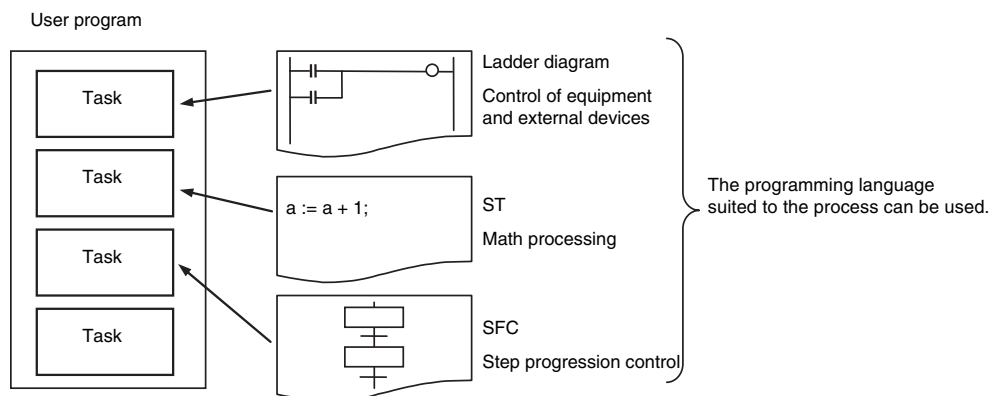 User program
Task
Task
Task
Task
Ladder diagram
Control of equipment
and external devices
a := a + 1;
ST
Math processing
SFC
Step progression control
The programming language
suited to the process can be used.